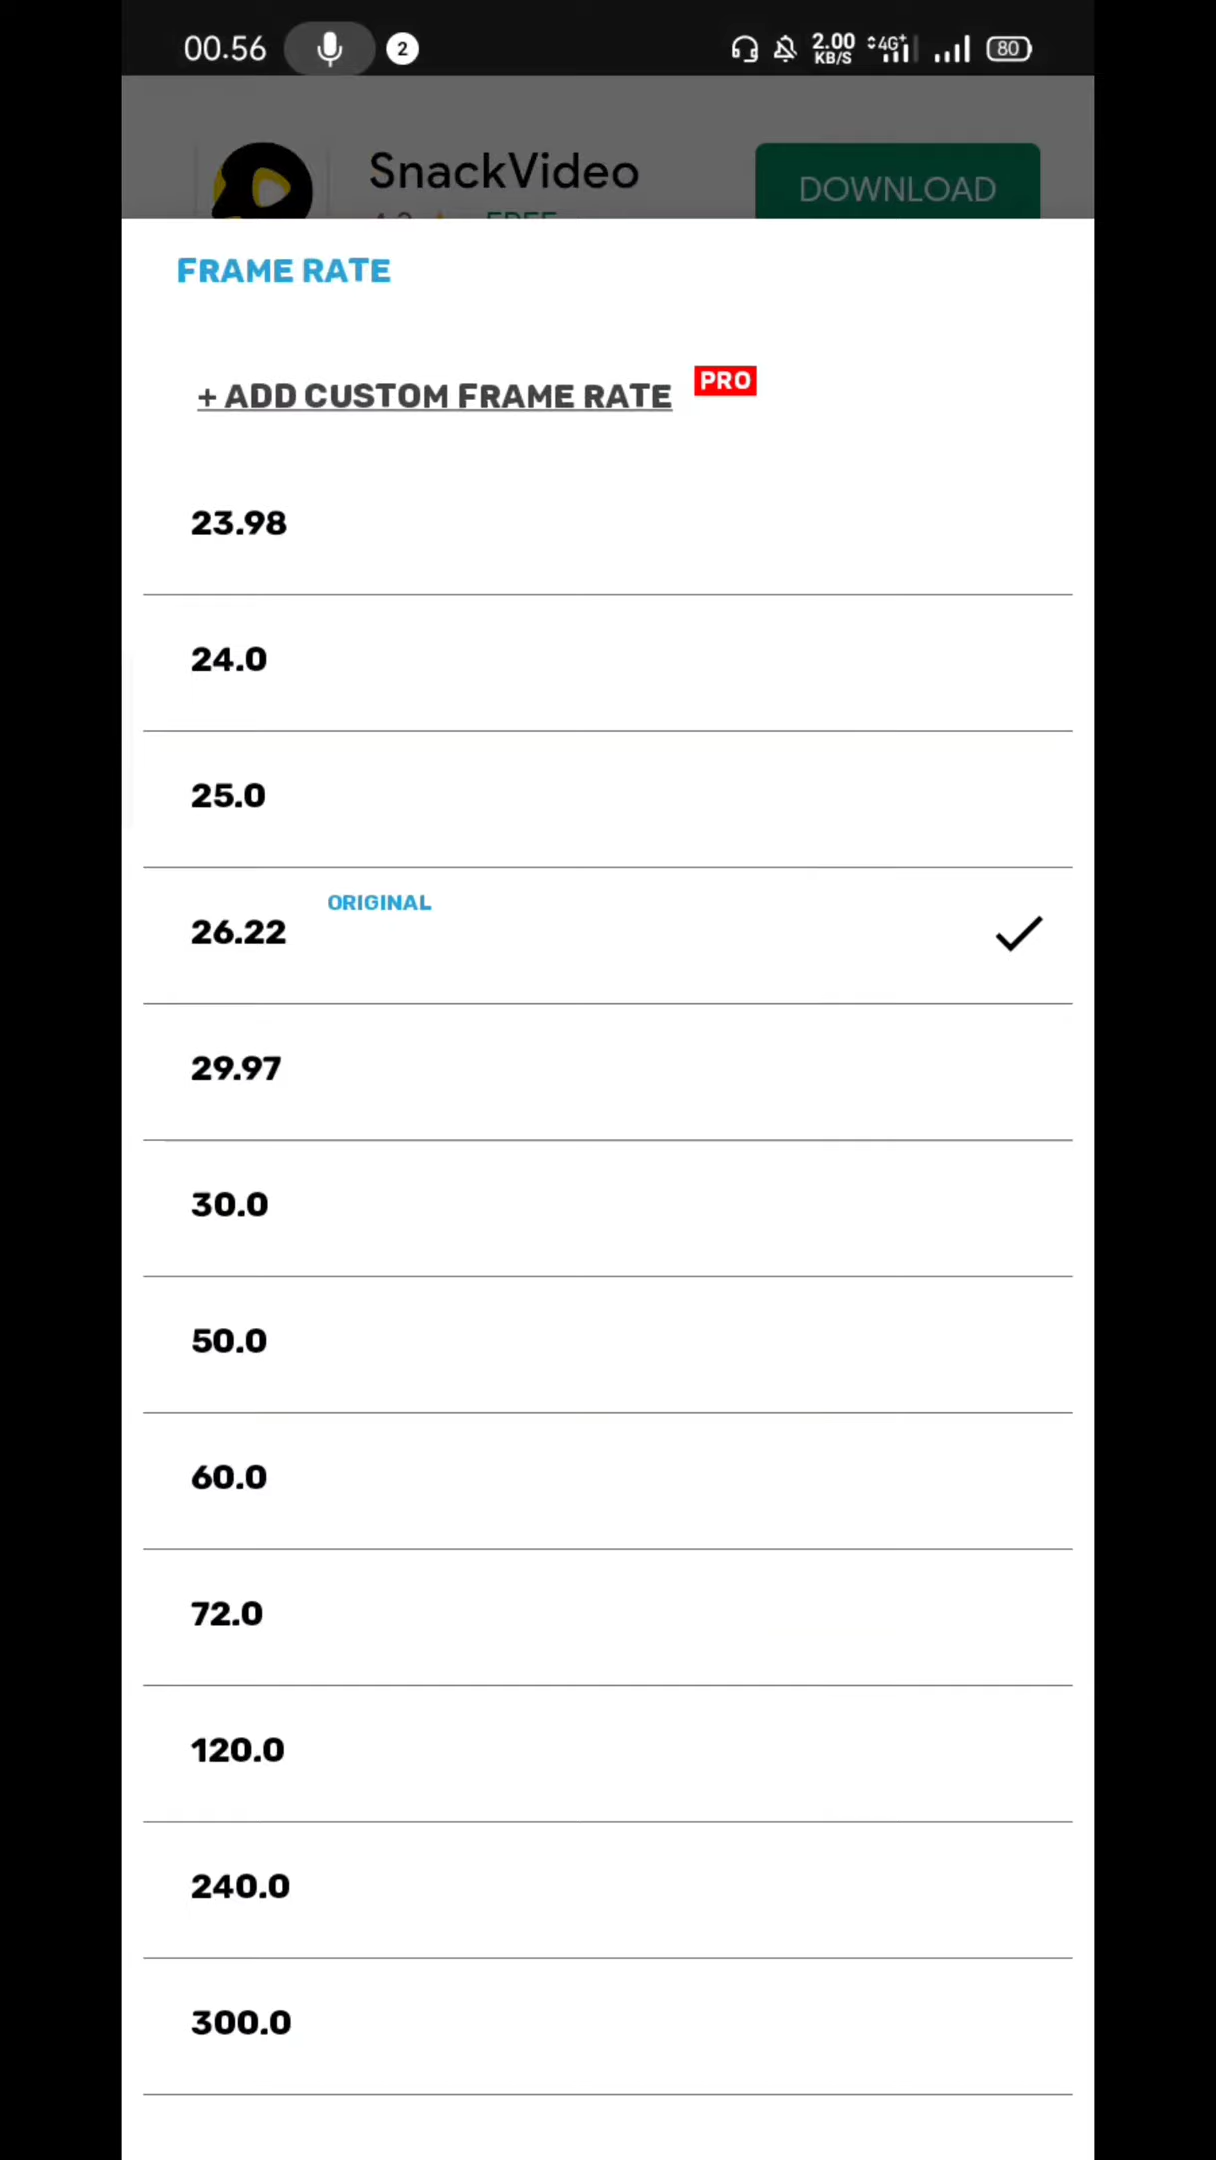 00.56 2 2.00 KB/S 4G+ 80
SnackVideo
DOWNLOAD
FREE
FRAME RATE
+ ADD CUSTOM FRAME RATE PRO
23.98
24.0
25.0
26.22 ORIGINAL
29.97
30.0
50.0
60.0
72.0
120.0
240.0
300.0